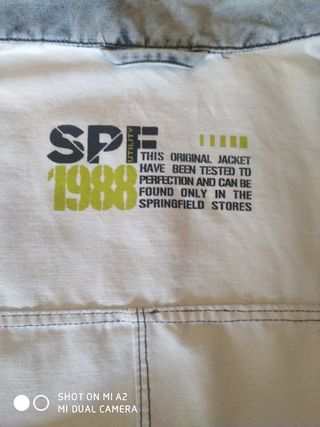 SPF
UTILITY
1988
THIS ORIGINAL JACKET
HAVE BEEN TESTED TO
PERFECTION AND CAN BE
FOUND ONLY IN THE
SPRINGFIELD STORES
SHOT ON MI A2
MI DUAL CAMERA